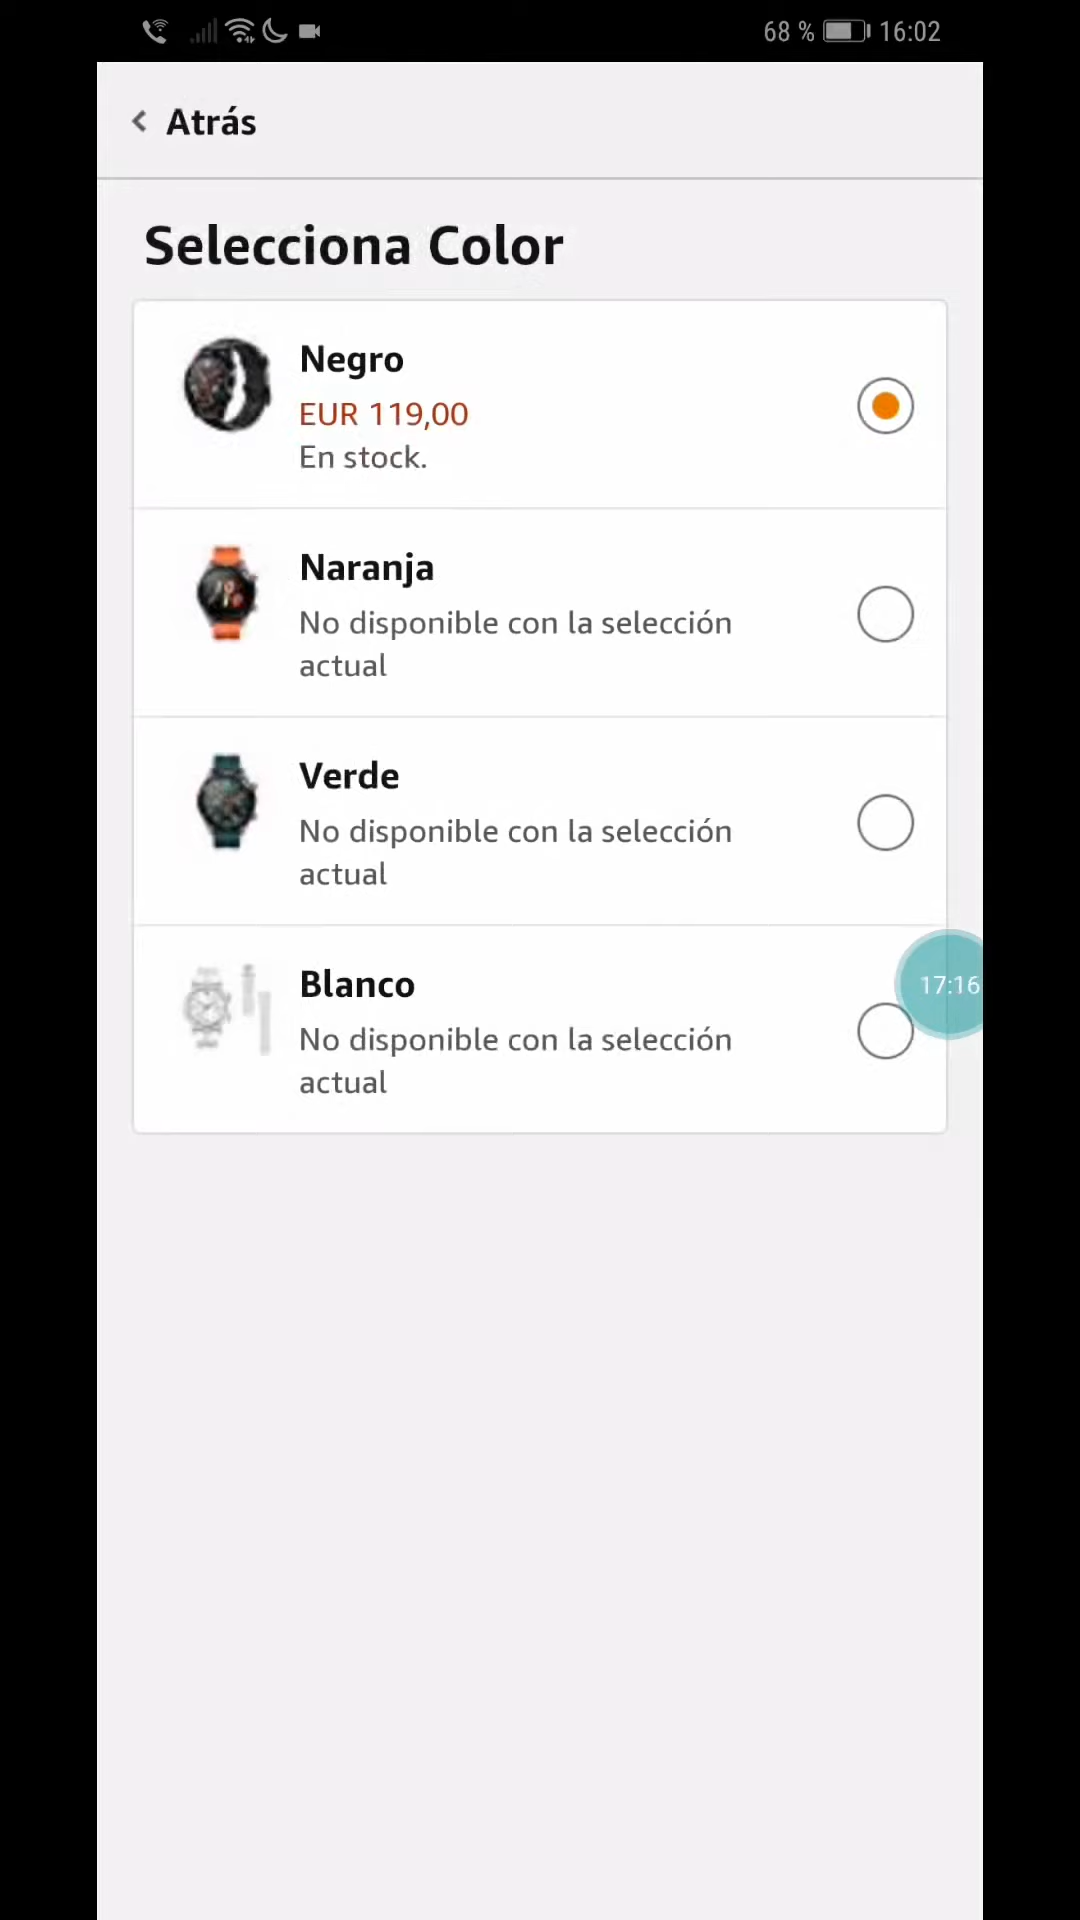 68 % 16:02
Atrás
Selecciona Color
Negro
EUR 119,00
En stock.
Naranja
No disponible con la selección
actual
Verde
No disponible con la selección
actual
Blanco
17:16
No disponible con la selección
actual